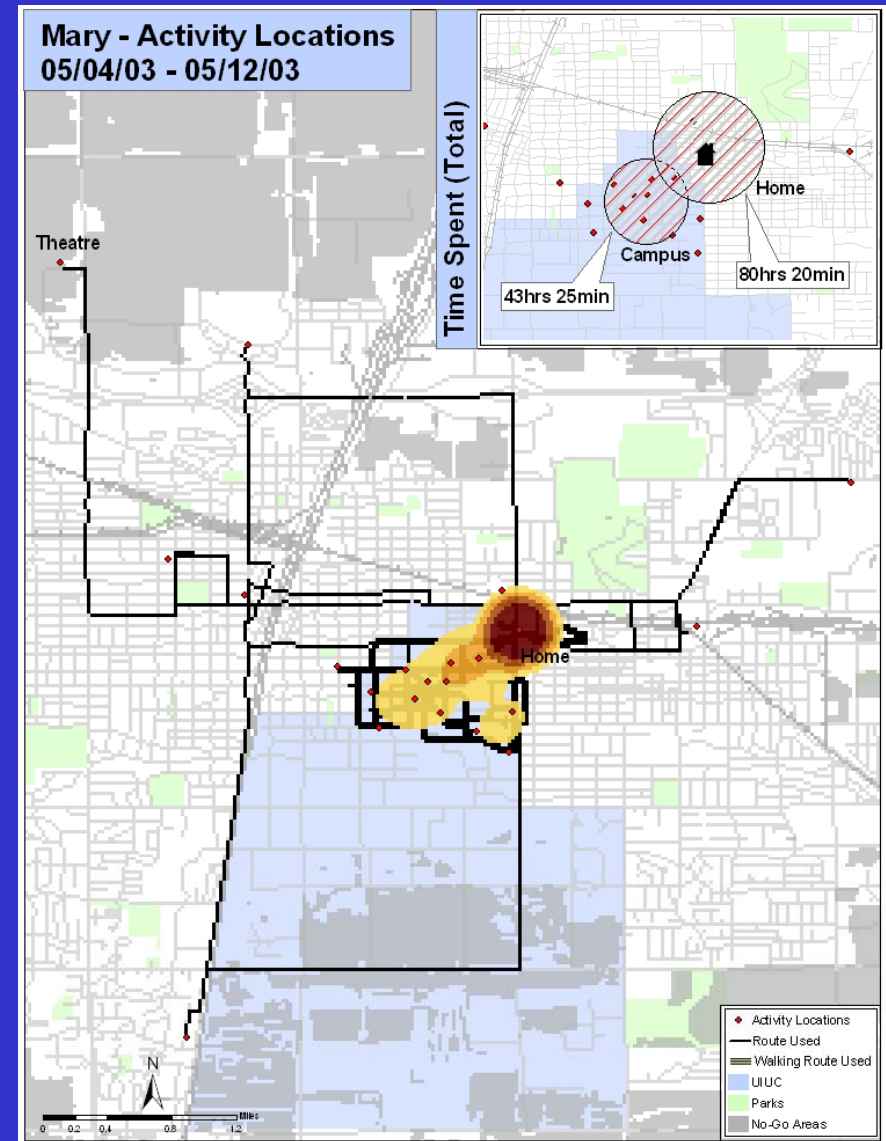 Mary - Activity Locations
05/04/03 - 05/12/03
Time Spent (Total)
Home
Campus
80hrs 20min
43hrs 25min
Theatre
Home
N
Miles
0 0.2 0.4 0.8 1.2
Activity Locations
Route Used
Walking Route Used
UIUC
Parks
No-Go Areas